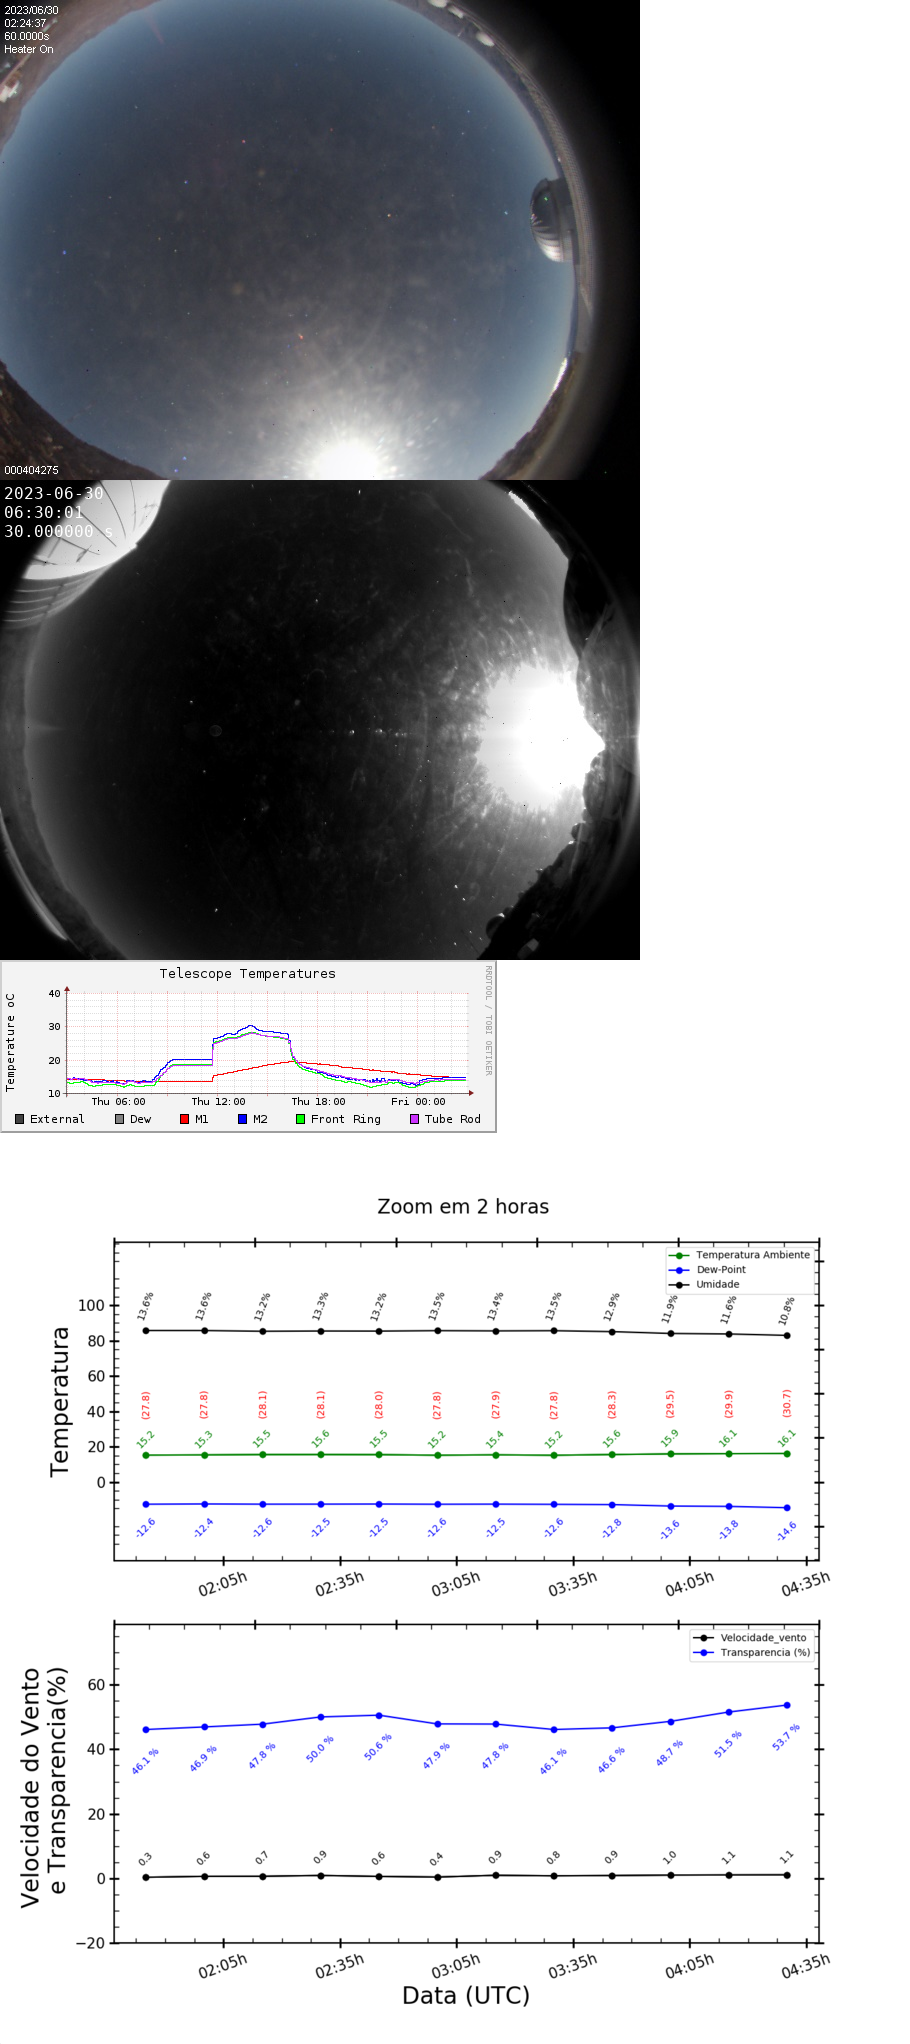 2023/06/30
02:24:37
60.0000s
Heater On
000404275
2023-06-30
06:30:01
30.000000 s
Telescope Temperatures
RRDTOOL / TOBI OETIKER
Temperature oC
40
30
20
10
Thu 06:00 Thu 12:00 Thu 18:00 Fri 00:00
External Dew M1 M2 Front Ring Tube Rod
Zoom em 2 horas
Temperatura Ambiente
Dew-Point
Umidade
Temperatura
100
80
60
40
20
0
13.6% 13.6% 13.2% 13.3% 13.2% 13.5% 13.4% 13.5% 12.9% 11.9% 11.6% 10.8%
(27.8) (27.8) (28.1) (28.1) (28.0) (27.8) (27.9) (27.8) (28.3) (29.5) (29.9) (30.7)
15.2 15.3 15.5 15.6 15.5 15.2 15.4 15.2 15.6 15.9 16.1 16.1
-12.6 -12.4 -12.6 -12.5 -12.5 -12.6 -12.5 -12.6 -12.8 -13.6 -13.8 -14.6
02:05h 02:35h 03:05h 03:35h 04:05h 04:35h
Velocidade_vento
Transparencia (%)
Velocidade do Vento
e Transparencia(%)
60
40
20
0
−20
46.1 % 46.9 % 47.8 % 50.0 % 50.6 % 47.9 % 47.8 % 46.1 % 46.6 % 48.7 % 51.5 % 53.7 %
0.3 0.6 0.7 0.9 0.6 0.4 0.9 0.8 0.9 1.0 1.1 1.1
02:05h 02:35h 03:05h 03:35h 04:05h 04:35h
Data (UTC)